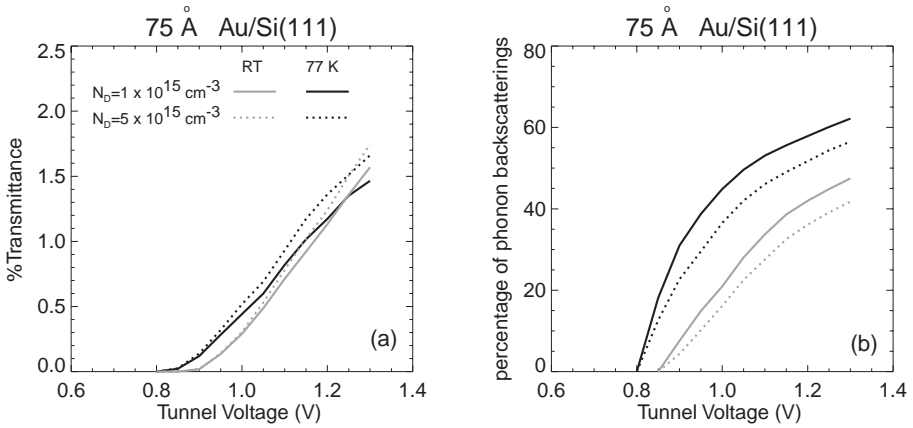 75 Å Au/Si(111)
%Transmittance
2.5
2.0
1.5
1.0
0.5
0.0
RT 77 K
N_D=1 x 10^15 cm^-3
N_D=5 x 10^15 cm^-3
(a)
0.6 0.8 1.0 1.2 1.4
Tunnel Voltage (V)
75 Å Au/Si(111)
percentage of phonon backscatterings
80
60
40
20
0
(b)
0.6 0.8 1.0 1.2 1.4
Tunnel Voltage (V)